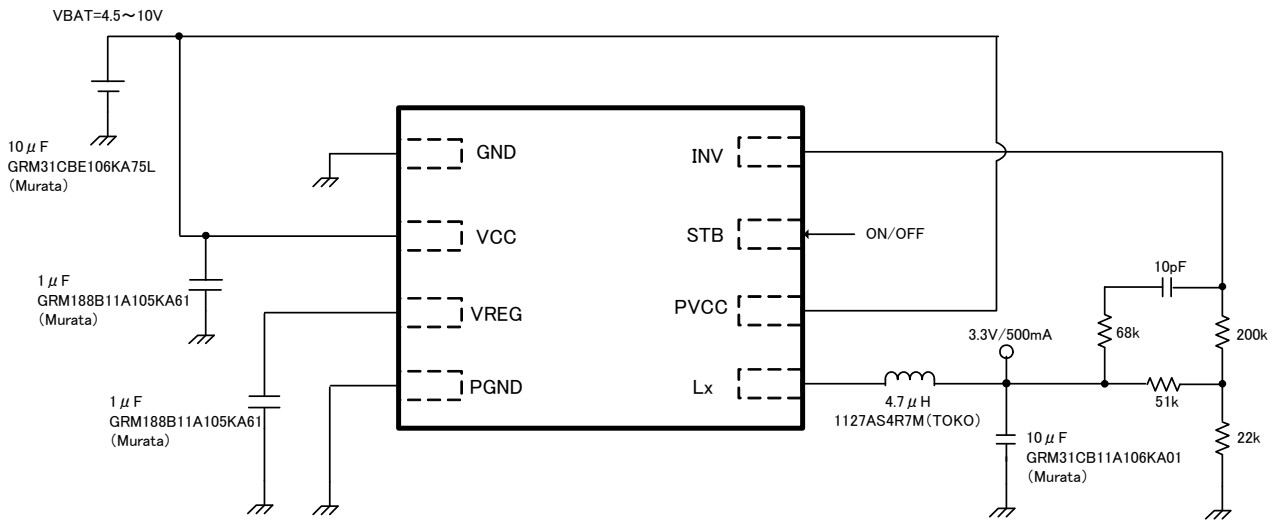 VBAT=4.5～10V
10μF
GRM31CBE106KA75L
(Murata)
GND
VCC
VREG
PGND
INV
STB
PVCC
Lx
1μF
GRM188B11A105KA61
(Murata)
1μF
GRM188B11A105KA61
(Murata)
ON/OFF
10pF
68k
200k
3.3V/500mA
51k
22k
4.7μH
1127AS4R7M(TOKO)
10μF
GRM31CB11A106KA01
(Murata)